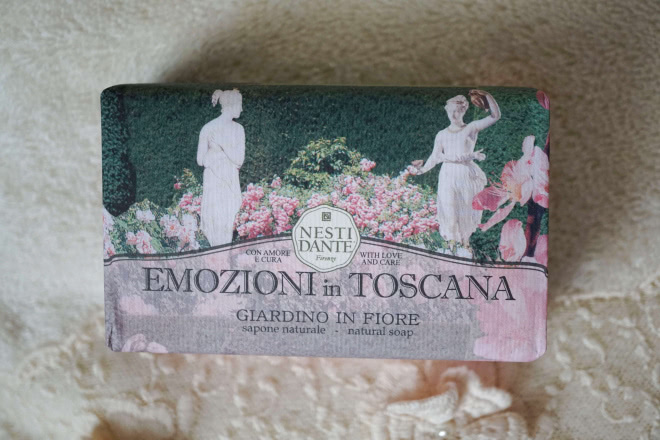 NESTI
DANTE
Firenze
CON AMORE
E CURA
WITH LOVE
AND CARE
EMOZIONI in TOSCANA
GIARDINO IN FIORE
sapone naturale - natural soap